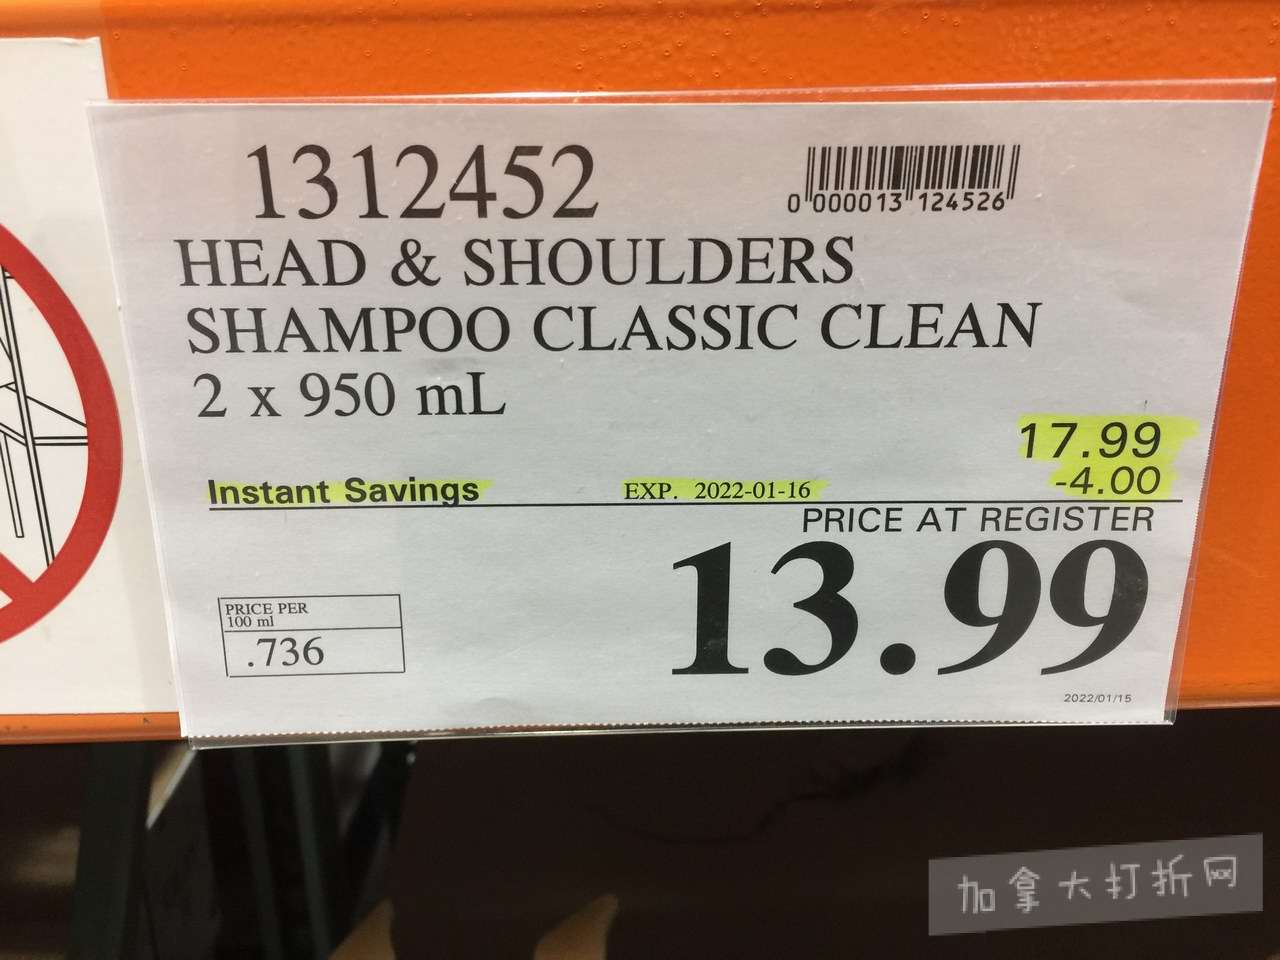 1312452
0 000013 124526
HEAD & SHOULDERS
SHAMPOO CLASSIC CLEAN
2 x 950 mL
17.99
Instant Savings EXP. 2022-01-16 -4.00
PRICE AT REGISTER
13.99
PRICE PER
100 ml
.736
2022/01/15
加拿大打折网